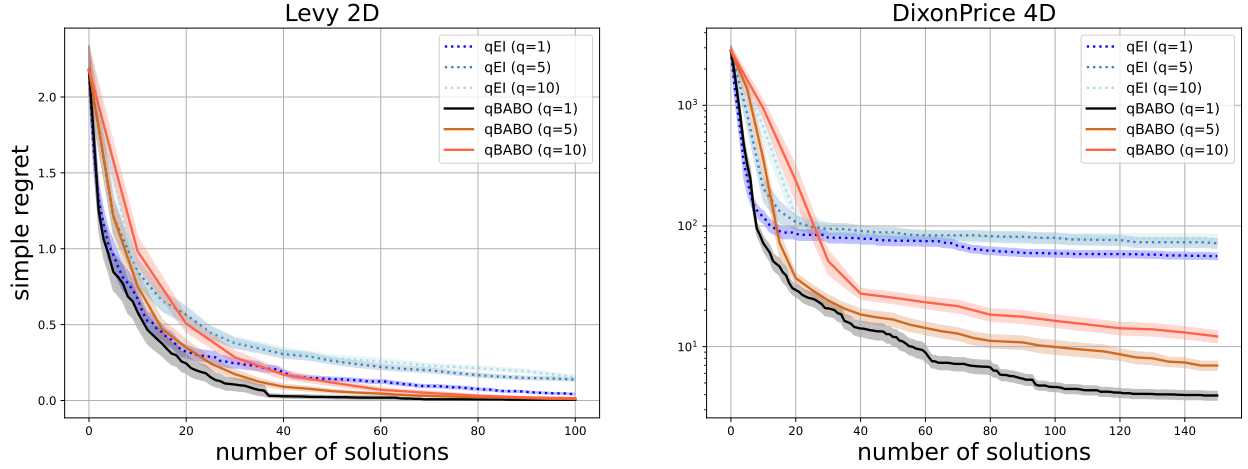 Levy 2D
simple regret
2.0
1.5
1.0
0.5
0.0
0 20 40 60 80 100
number of solutions
qEI (q=1)
qEI (q=5)
qEI (q=10)
qBABO (q=1)
qBABO (q=5)
qBABO (q=10)
DixonPrice 4D
10³
10²
10¹
0 20 40 60 80 100 120 140
number of solutions
qEI (q=1)
qEI (q=5)
qEI (q=10)
qBABO (q=1)
qBABO (q=5)
qBABO (q=10)